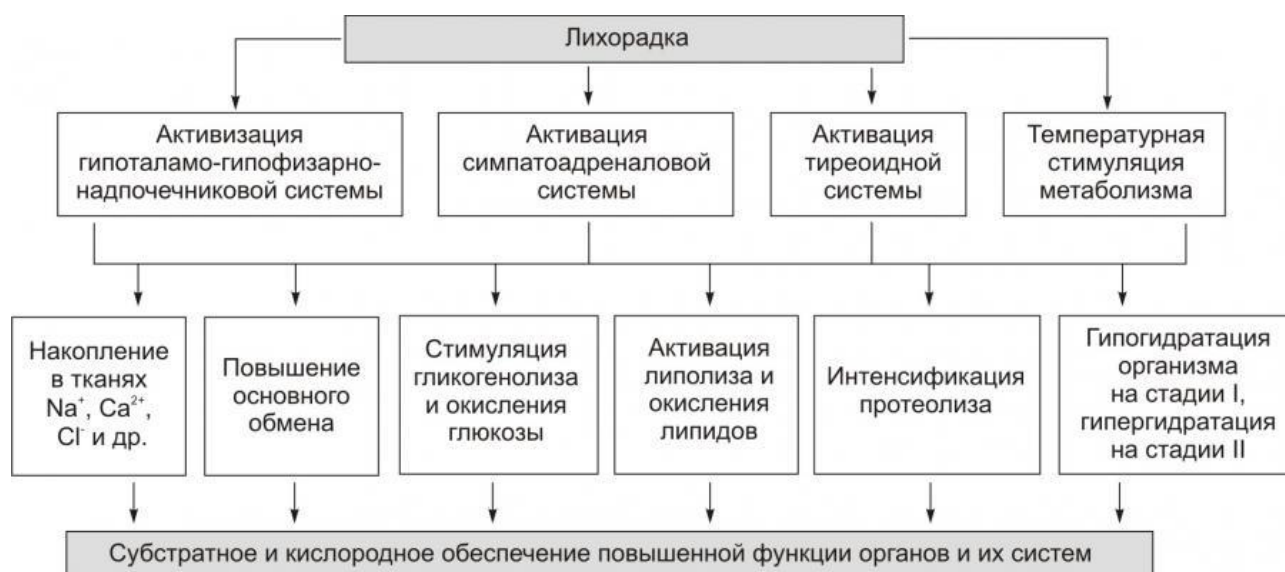 Лихорадка
Активизация
гипоталамо-гипофизарно-
надпочечниковой системы
Активация
симпатоадреналовой
системы
Активация
тиреоидной
системы
Температурная
стимуляция
метаболизма
Накопление
в тканях
Na⁺, Ca²⁺,
Cl⁻ и др.
Повышение
основного
обмена
Стимуляция
гликогенолиза
и окисления
глюкозы
Активация
липолиза и
окисления
липидов
Интенсификация
протеолиза
Гипогидратация
организма
на стадии I,
гипергидратация
на стадии II
Субстратное и кислородное обеспечение повышенной функции органов и их систем